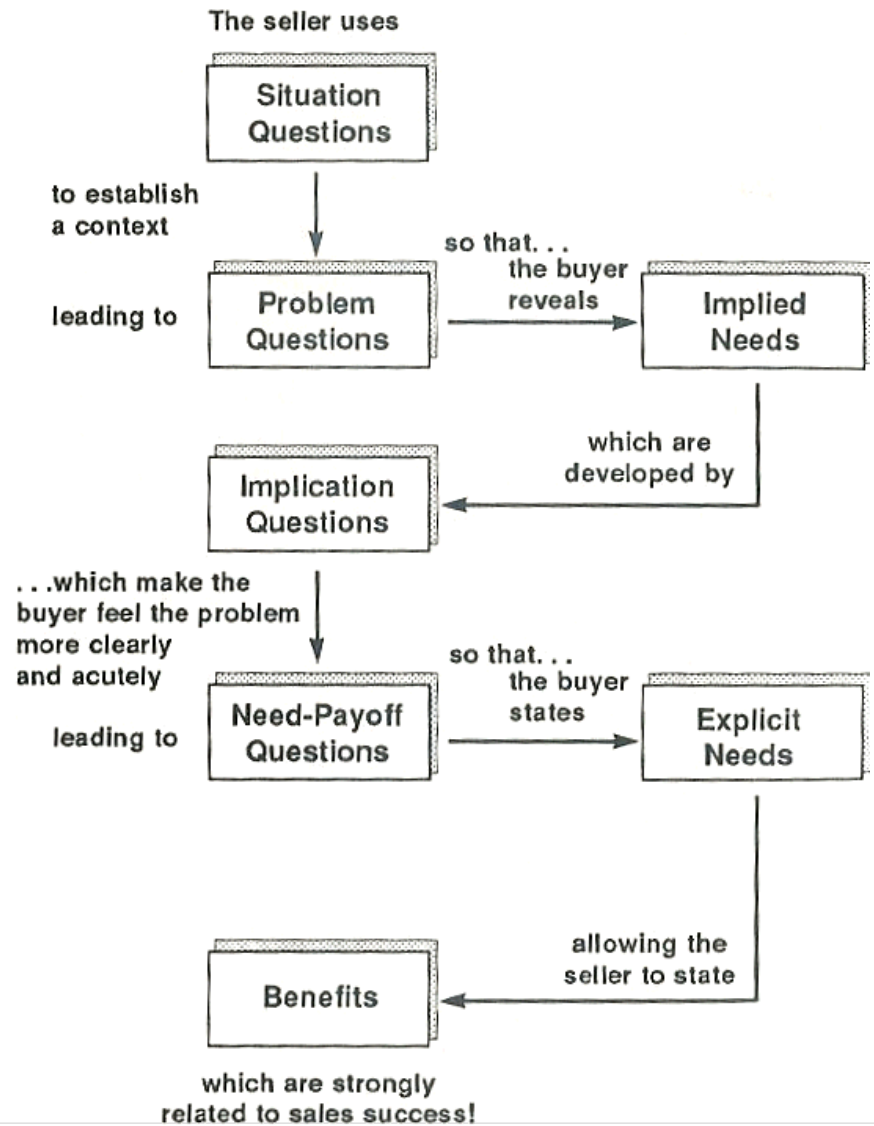 The seller uses
Situation
Questions
to establish
a context
leading to
Problem
Questions
so that. . .
the buyer
reveals
Implied
Needs
which are
developed by
Implication
Questions
. . .which make the
buyer feel the problem
more clearly
and acutely
leading to
Need-Payoff
Questions
so that. . .
the buyer
states
Explicit
Needs
allowing the
seller to state
Benefits
which are strongly
related to sales success!